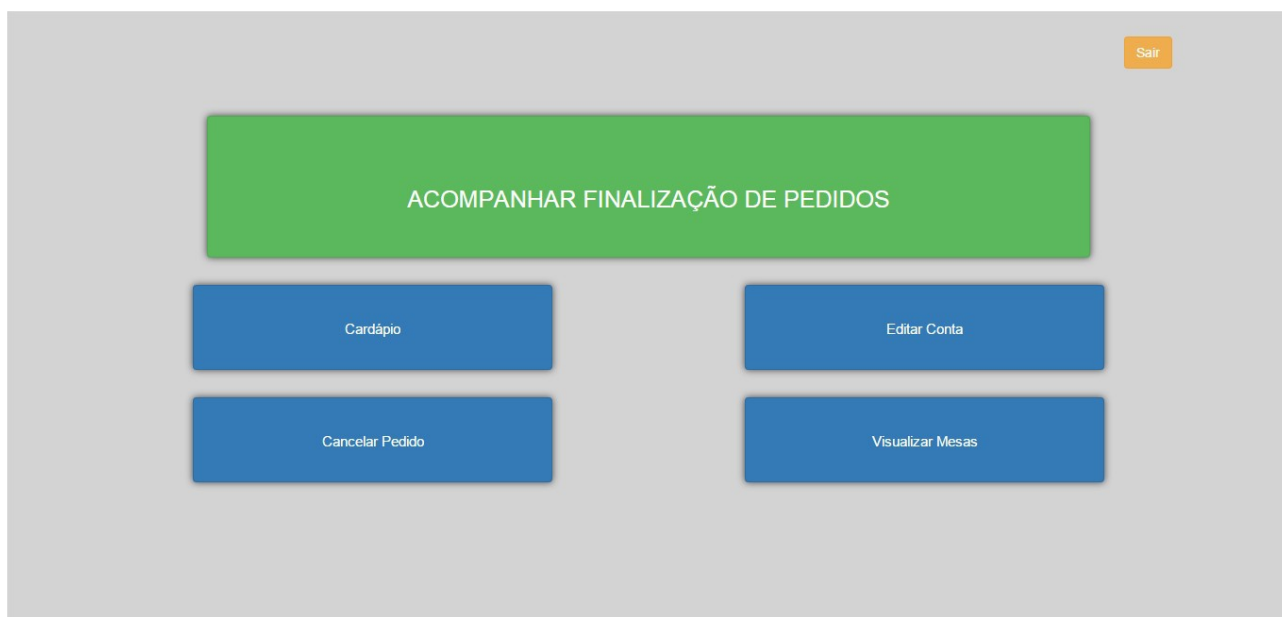 Sair
ACOMPANHAR FINALIZAÇÃO DE PEDIDOS
Cardápio
Editar Conta
Cancelar Pedido
Visualizar Mesas